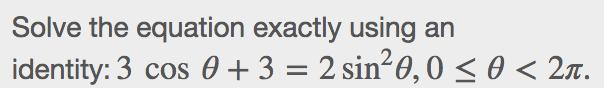 Solve the equation exactly using an
identity: 3 cos θ + 3 = 2 sin²θ, 0 ≤ θ < 2π.